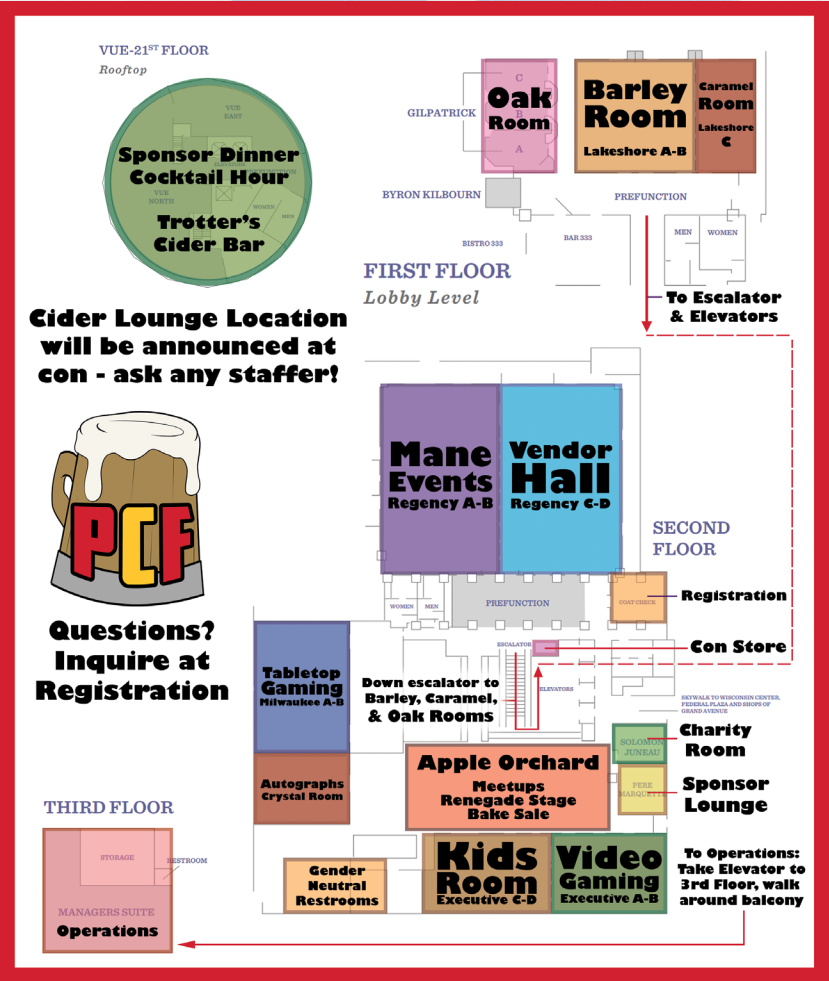 VUE-21ST FLOOR
Rooftop
VUE
EAST
Sponsor Dinner
Cocktail Hour
VUE
NORTH
WOMEN
MEN
Trotter's
Cider Bar
GILPATRICK
C
B
A
Oak
Room
Barley
Room
Lakeshore A-B
Caramel
Room
Lakeshore
C
BYRON KILBOURN
PREFUNCTION
BISTRO 333
BAR 333
MEN
WOMEN
FIRST FLOOR
Lobby Level
To Escalator
& Elevators
Cider Lounge Location
will be announced at
con - ask any staffer!
PCF
Questions?
Inquire at
Registration
Mane
Events
Regency A-B
Vendor
Hall
Regency C-D
SECOND
FLOOR
WOMEN
MEN
PREFUNCTION
COAT CHECK
Registration
ESCALATOR
Con Store
ELEVATORS
Down escalator to
Barley, Caramel,
& Oak Rooms
Tabletop
Gaming
Milwaukee A-B
SKYWALK TO WISCONSIN CENTER,
FEDERAL PLAZA AND SHOPS OF
GRAND AVENUE
SOLOMON
JUNEAU
Charity
Room
PERE
MARQUETTE
Sponsor
Lounge
Autographs
Crystal Room
Apple Orchard
Meetups
Renegade Stage
Bake Sale
Gender
Neutral
Restrooms
Kids
Room
Executive C-D
Video
Gaming
Executive A-B
To Operations:
Take Elevator to
3rd Floor, walk
around balcony
THIRD FLOOR
STORAGE
RESTROOM
MANAGERS SUITE
Operations